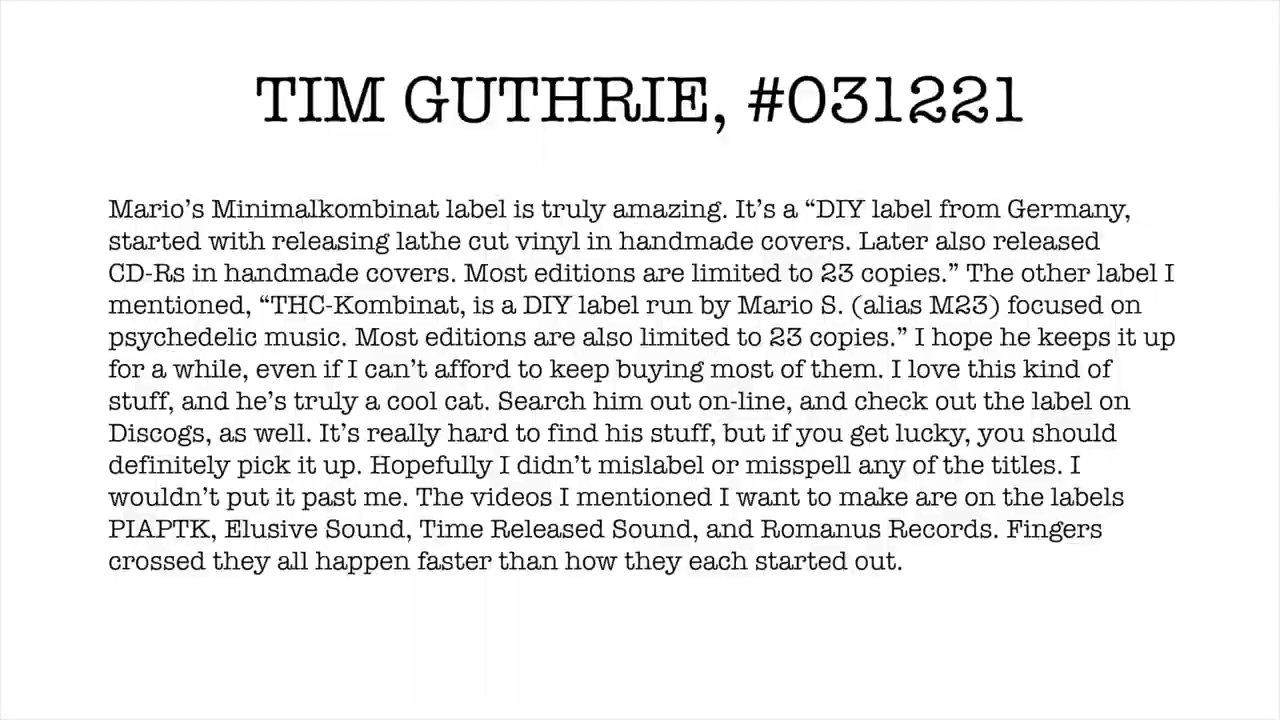 TIM GUTHRIE, #031221
Mario’s Minimalkombinat label is truly amazing. It’s a “DIY label from Germany,
started with releasing lathe cut vinyl in handmade covers. Later also released
CD-Rs in handmade covers. Most editions are limited to 23 copies.” The other label I
mentioned, “THC-Kombinat, is a DIY label run by Mario S. (alias M23) focused on
psychedelic music. Most editions are also limited to 23 copies.” I hope he keeps it up
for a while, even if I can’t afford to keep buying most of them. I love this kind of
stuff, and he’s truly a cool cat. Search him out on-line, and check out the label on
Discogs, as well. It’s really hard to find his stuff, but if you get lucky, you should
definitely pick it up. Hopefully I didn’t mislabel or misspell any of the titles. I
wouldn’t put it past me. The videos I mentioned I want to make are on the labels
PIAPTK, Elusive Sound, Time Released Sound, and Romanus Records. Fingers
crossed they all happen faster than how they each started out.